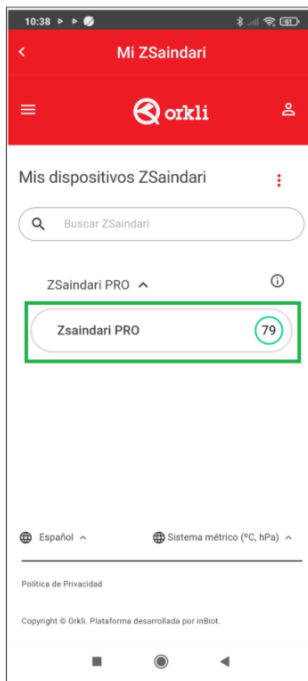 10:38
Mi ZSaindari
orkli
Mis dispositivos ZSaindari
Buscar ZSaindari
ZSaindari PRO
Zsaindari PRO 79
Español Sistema métrico (ºC, hPa)
Política de Privacidad
Copyright © Orkli. Plataforma desarrollada por inBiot.